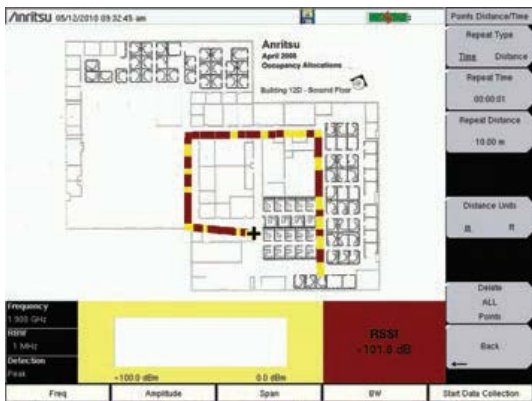 Anritsu 05/12/2010 09:32:45 am
Points Distance/Time
Anritsu
April 2005
Occupancy Allocations
Building 12D - Second Floor
Repeat Type
Time Distance
Repeat Time
00:00:01
Repeat Distance
10.00 m
Distance Units
m ft
Delete
ALL
Points
Back
Frequency
1.900 GHz
RBW
1 MHz
Detection
Peak
-100.0 dBm 0.0 dBm
RSSI
-101.0 dB
Freq Amplitude Span BW Start Data Collection